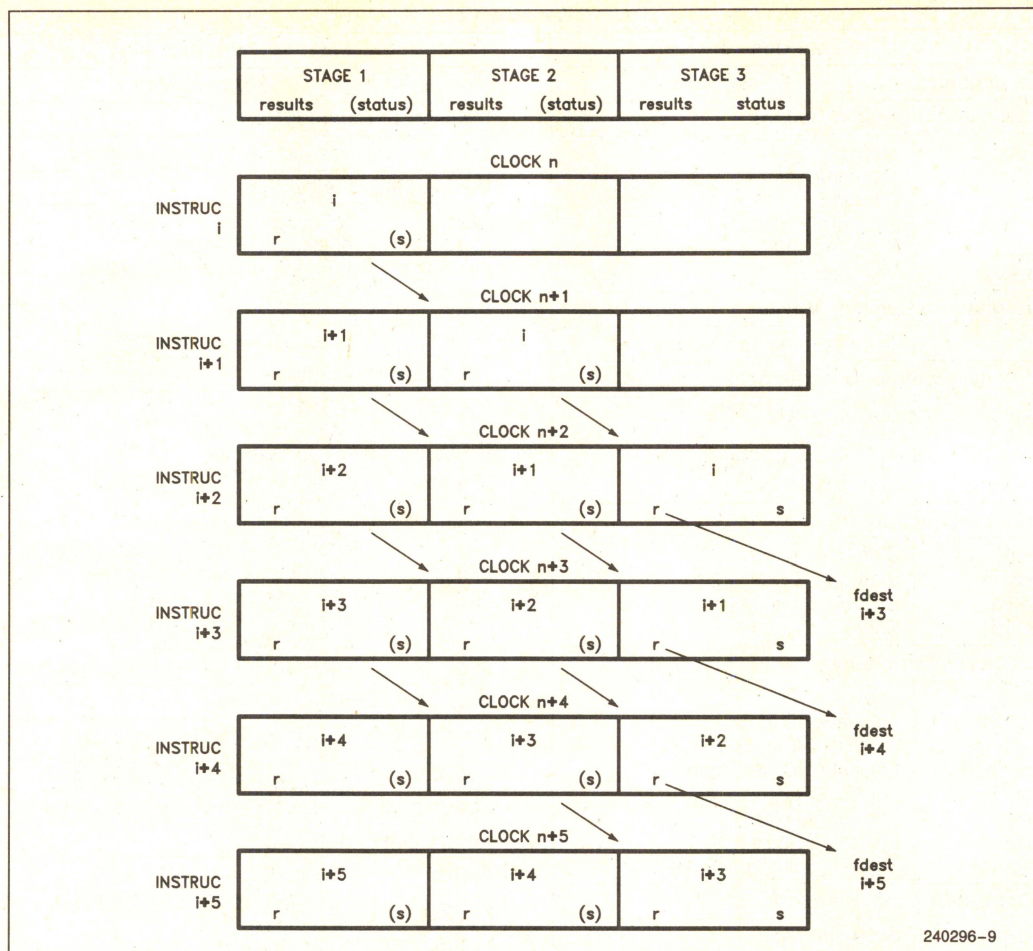 STAGE 1 STAGE 2 STAGE 3
results (status) results (status) results status
CLOCK n
INSTRUC
i
i
r (s)
CLOCK n+1
INSTRUC
i+1
i+1 i
r (s) r (s)
CLOCK n+2
INSTRUC
i+2
i+2 i+1 i
r (s) r (s) r s
CLOCK n+3
fdest
i+3
INSTRUC
i+3
i+3 i+2 i+1
r (s) r (s) r s
CLOCK n+4
fdest
i+4
INSTRUC
i+4
i+4 i+3 i+2
r (s) r (s) r s
CLOCK n+5
fdest
i+5
INSTRUC
i+5
i+5 i+4 i+3
r (s) r (s) r s
240296-9